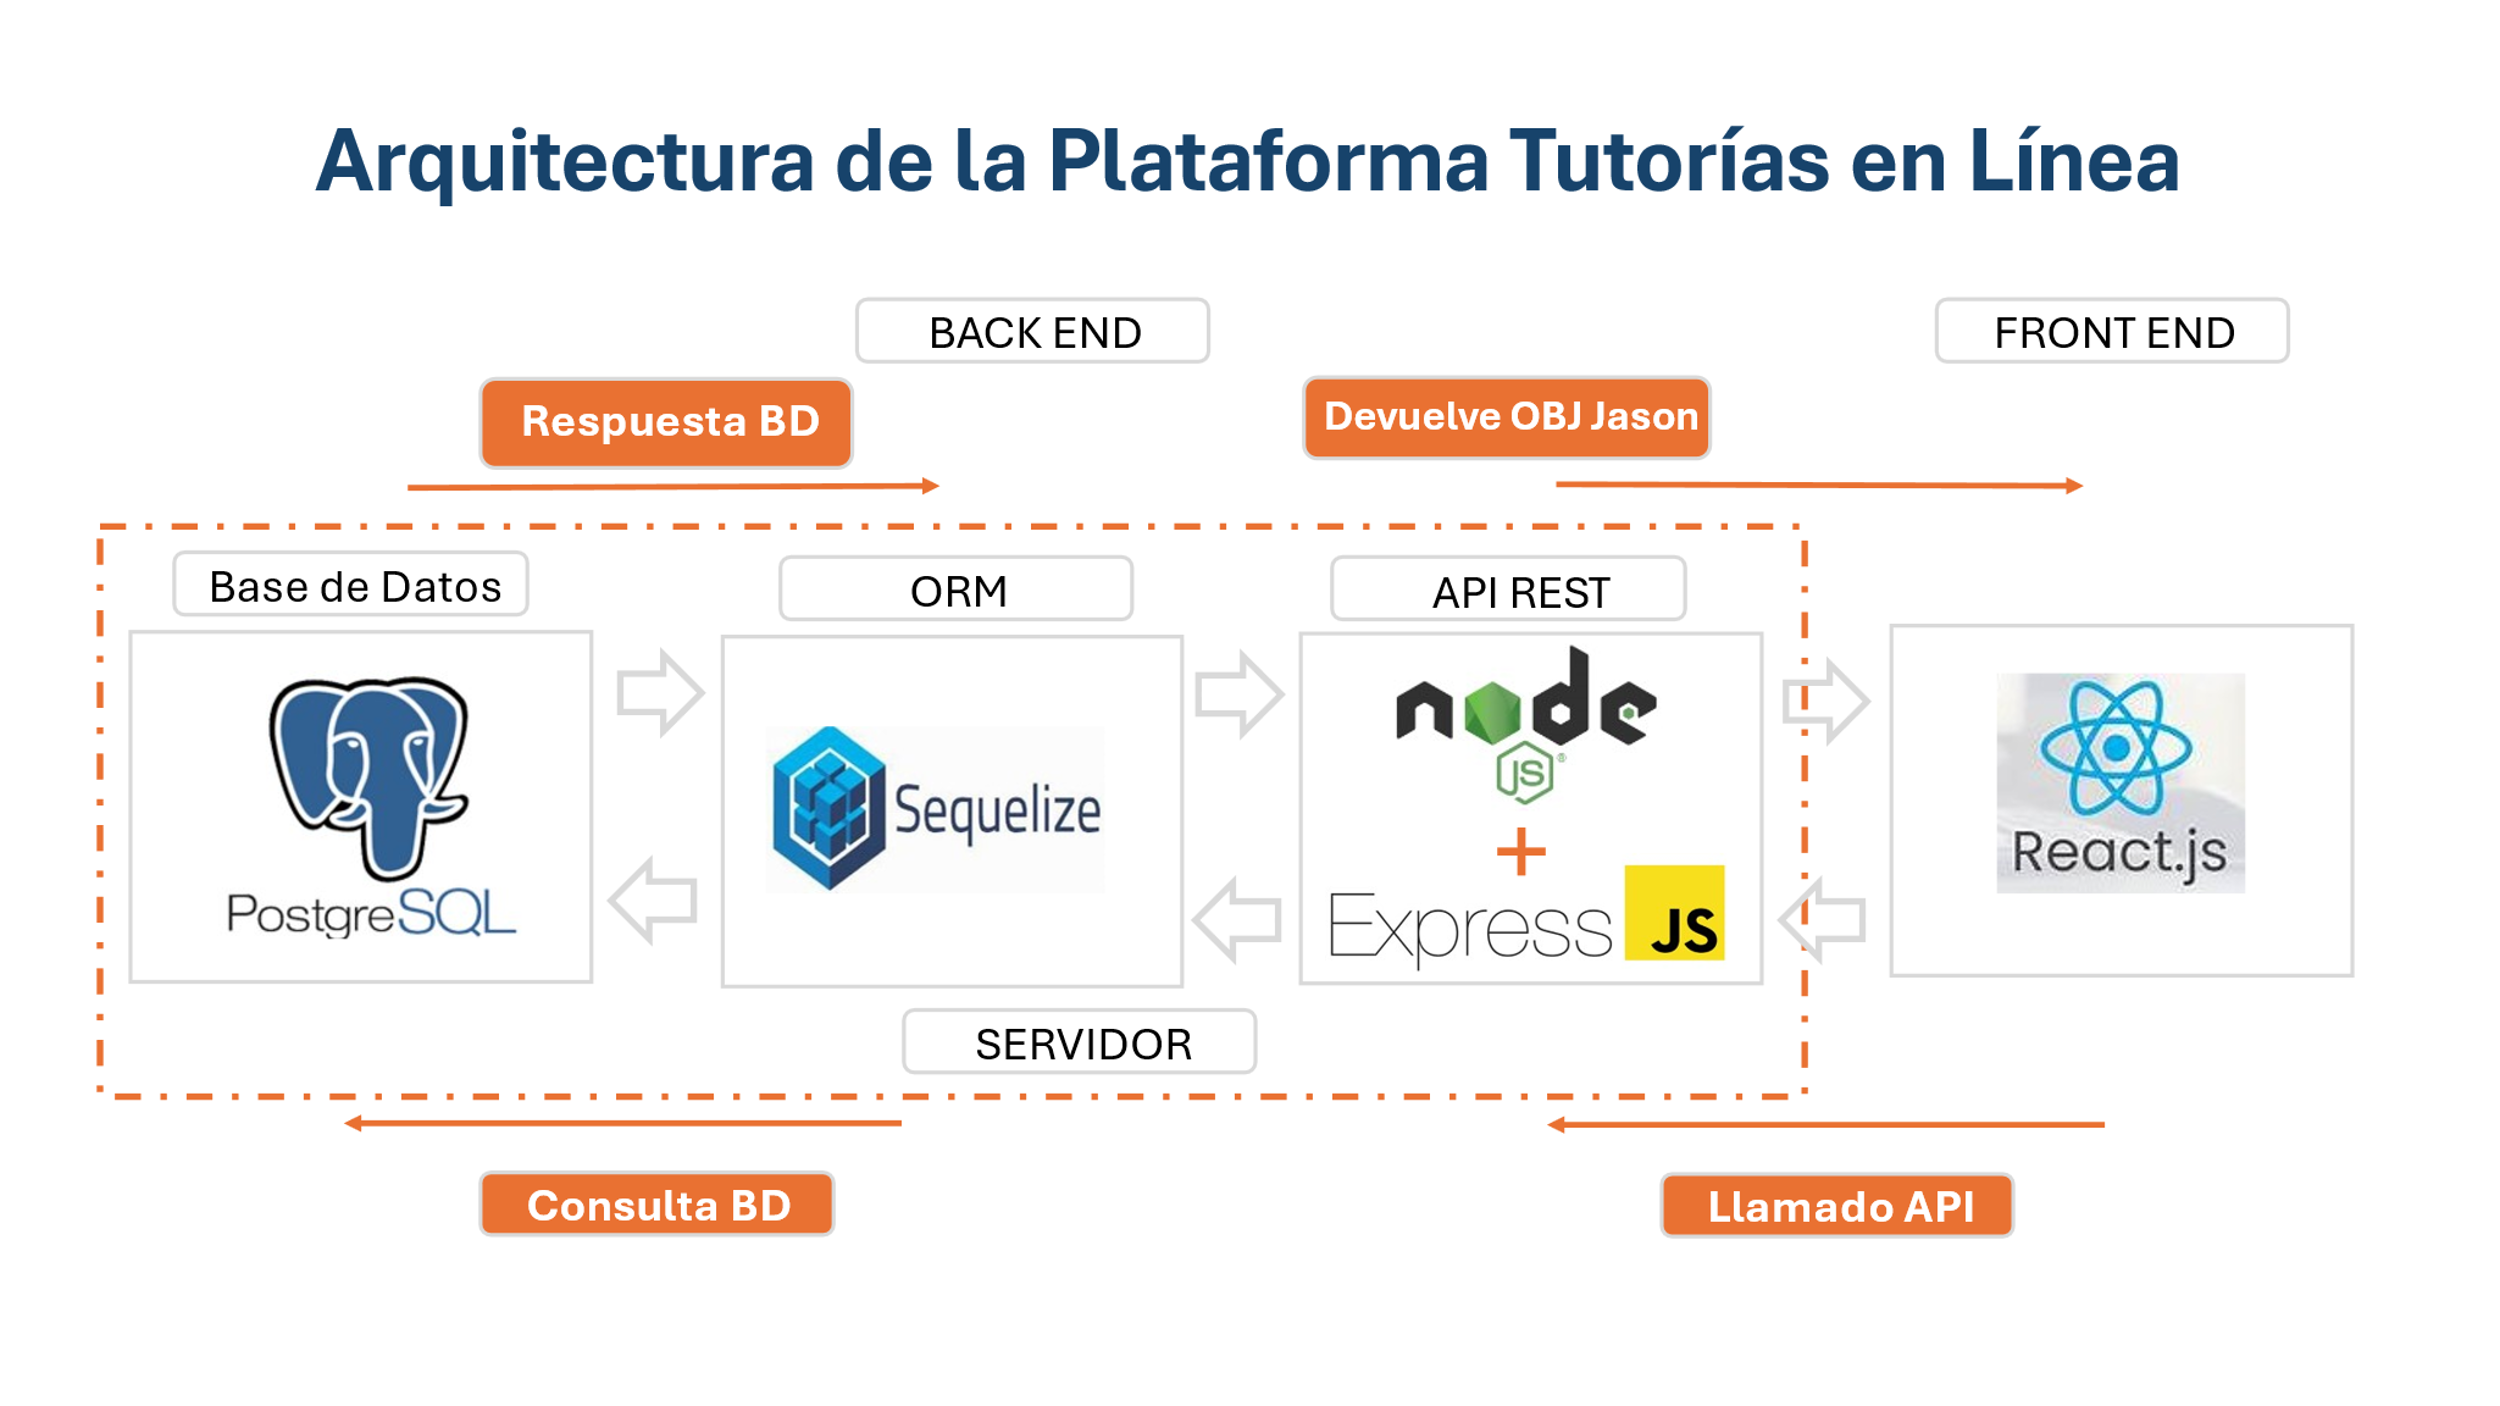 Arquitectura de la Plataforma Tutorías en Línea
BACK END
FRONT END
Respuesta BD
Devuelve OBJ Jason
Base de Datos
ORM
API REST
PostgreSQL
Sequelize
node
JS
+
Express
JS
React.js
SERVIDOR
Consulta BD
Llamado API